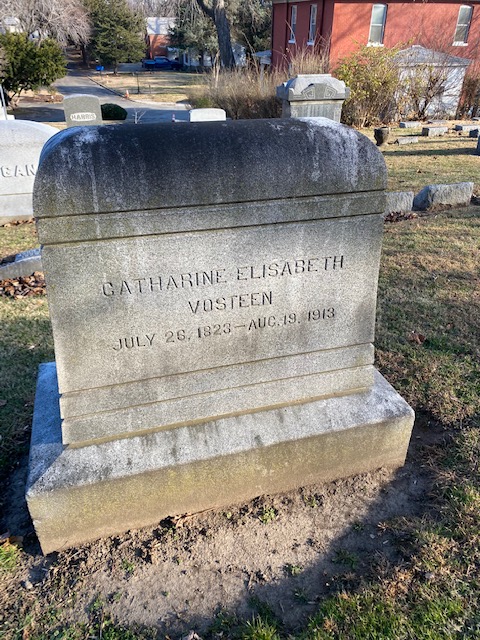 HARRIS
CATHARINE ELISABETH
VOSTEEN
JULY 26, 1823—AUG. 19, 1913